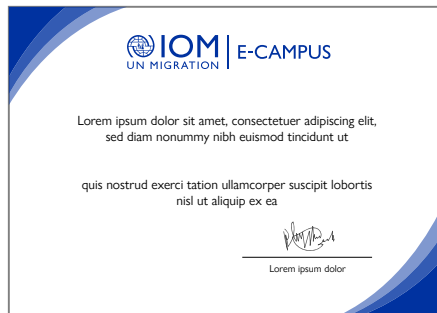 IOM
UN MIGRATION
E-CAMPUS
Lorem ipsum dolor sit amet, consectetuer adipiscing elit,
sed diam nonummy nibh euismod tincidunt ut
quis nostrud exerci tation ullamcorper suscipit lobortis
nisl ut aliquip ex ea
Lorem ipsum dolor